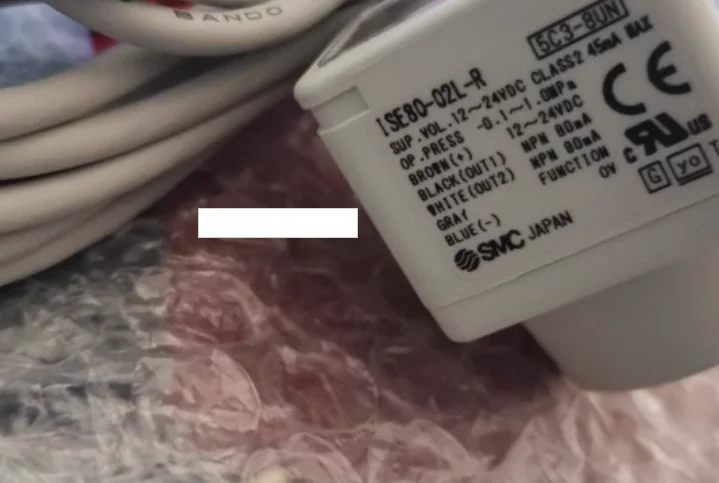 BANDO
5C3-8UN
ISE80-02L-R
SUP.VOL.12~24VDC CLASS2 45mA MAX
OP.PRESS -0.1~1.0MPa
BROWN(+) 12~24VDC
BLACK(OUT1) NPN 80mA
WHITE(OUT2) NPN 80mA
GRAY FUNCTION
BLUE(-) 0V
SMC JAPAN
CE
C RU US